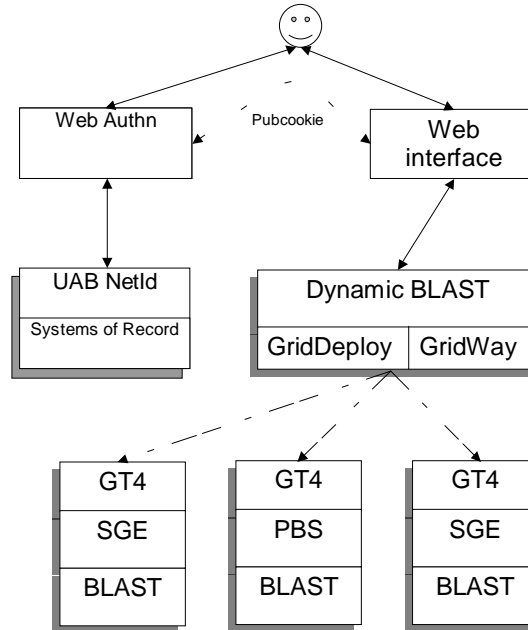 Web Authn
Pubcookie
Web
interface
UAB NetId
Systems of Record
Dynamic BLAST
GridDeploy
GridWay
GT4
SGE
BLAST
GT4
PBS
BLAST
GT4
SGE
BLAST